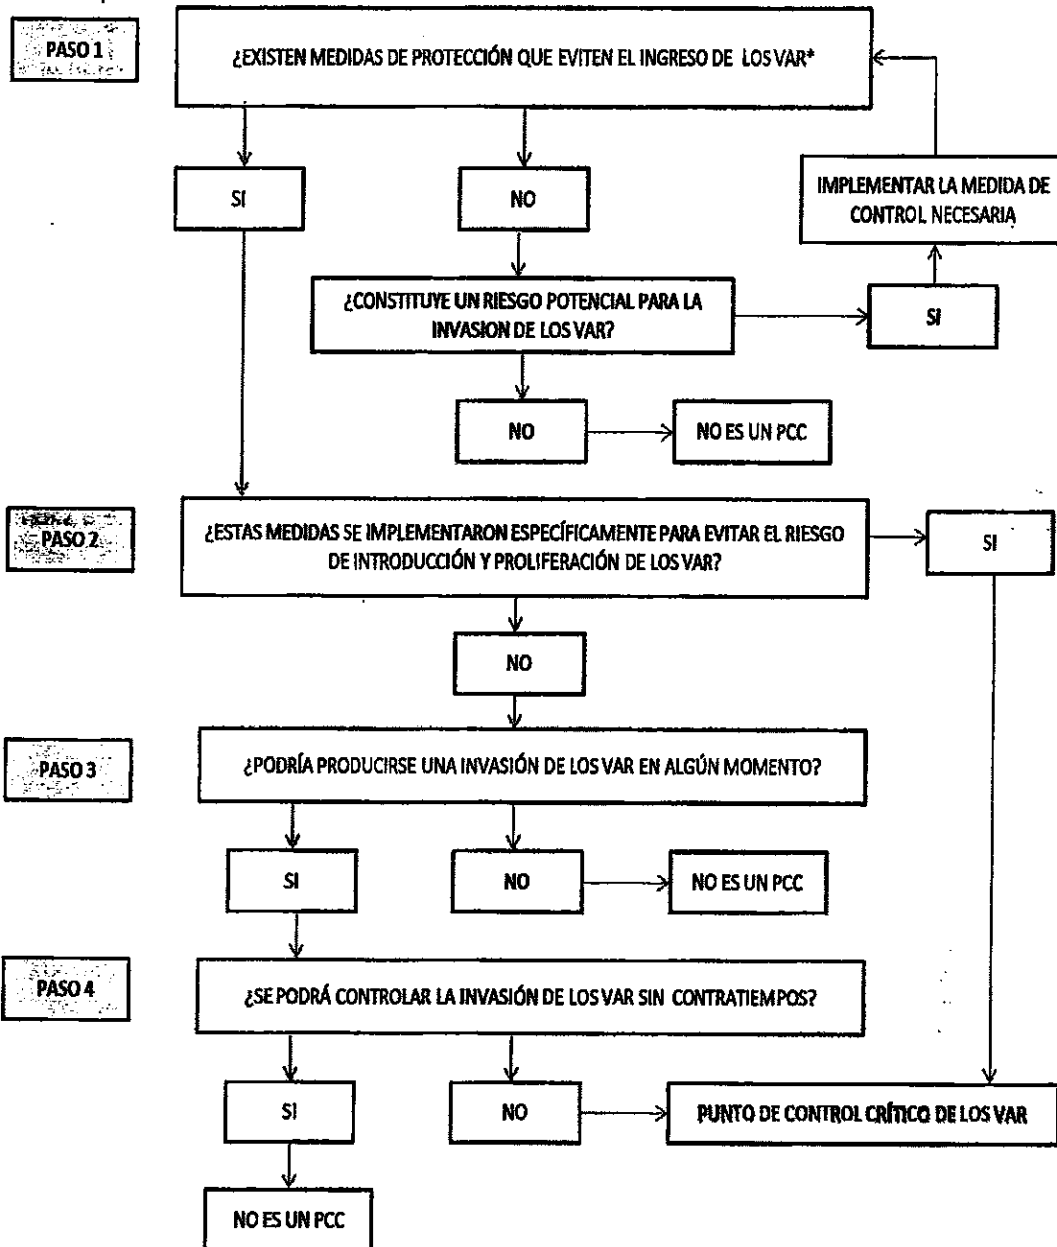 PASO 1
¿EXISTEN MEDIDAS DE PROTECCIÓN QUE EVITEN EL INGRESO DE LOS VAR*
SI
NO
IMPLEMENTAR LA MEDIDA DE
CONTROL NECESARIA
¿CONSTITUYE UN RIESGO POTENCIAL PARA LA
INVASION DE LOS VAR?
SI
NO
NO ES UN PCC
PASO 2
¿ESTAS MEDIDAS SE IMPLEMENTARON ESPECÍFICAMENTE PARA EVITAR EL RIESGO
DE INTRODUCCIÓN Y PROLIFERACIÓN DE LOS VAR?
SI
NO
PASO 3
¿PODRÍA PRODUCIRSE UNA INVASIÓN DE LOS VAR EN ALGÚN MOMENTO?
SI
NO
NO ES UN PCC
PASO 4
¿SE PODRÁ CONTROLAR LA INVASIÓN DE LOS VAR SIN CONTRATIEMPOS?
SI
NO
PUNTO DE CONTROL CRÍTICO DE LOS VAR
NO ES UN PCC